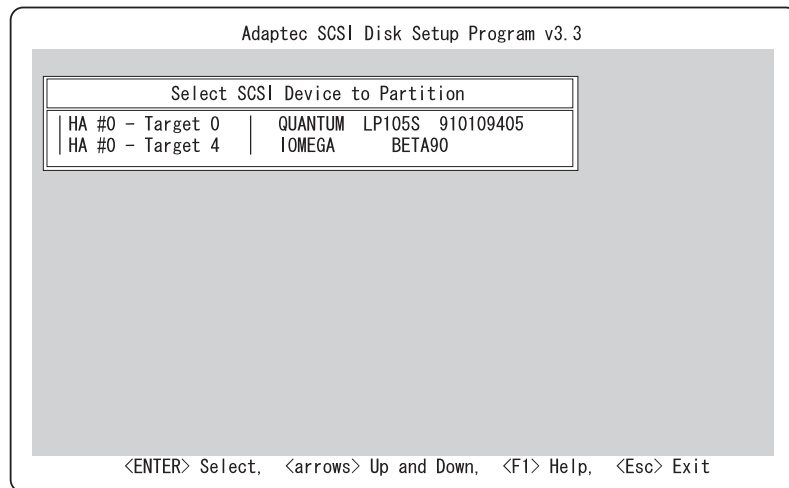 Adaptec SCSI Disk Setup Program v3.3
Select SCSI Device to Partition
HA #0 – Target 0 | QUANTUM LP105S 910109405
HA #0 – Target 4 | IOMEGA BETA90
<ENTER> Select, <arrows> Up and Down, <F1> Help, <Esc> Exit